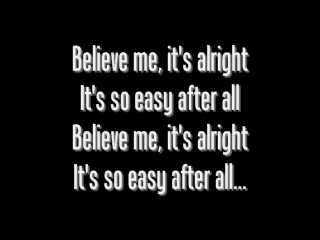 Believe me, it's alright
It's so easy after all
Believe me, it's alright
It's so easy after all...